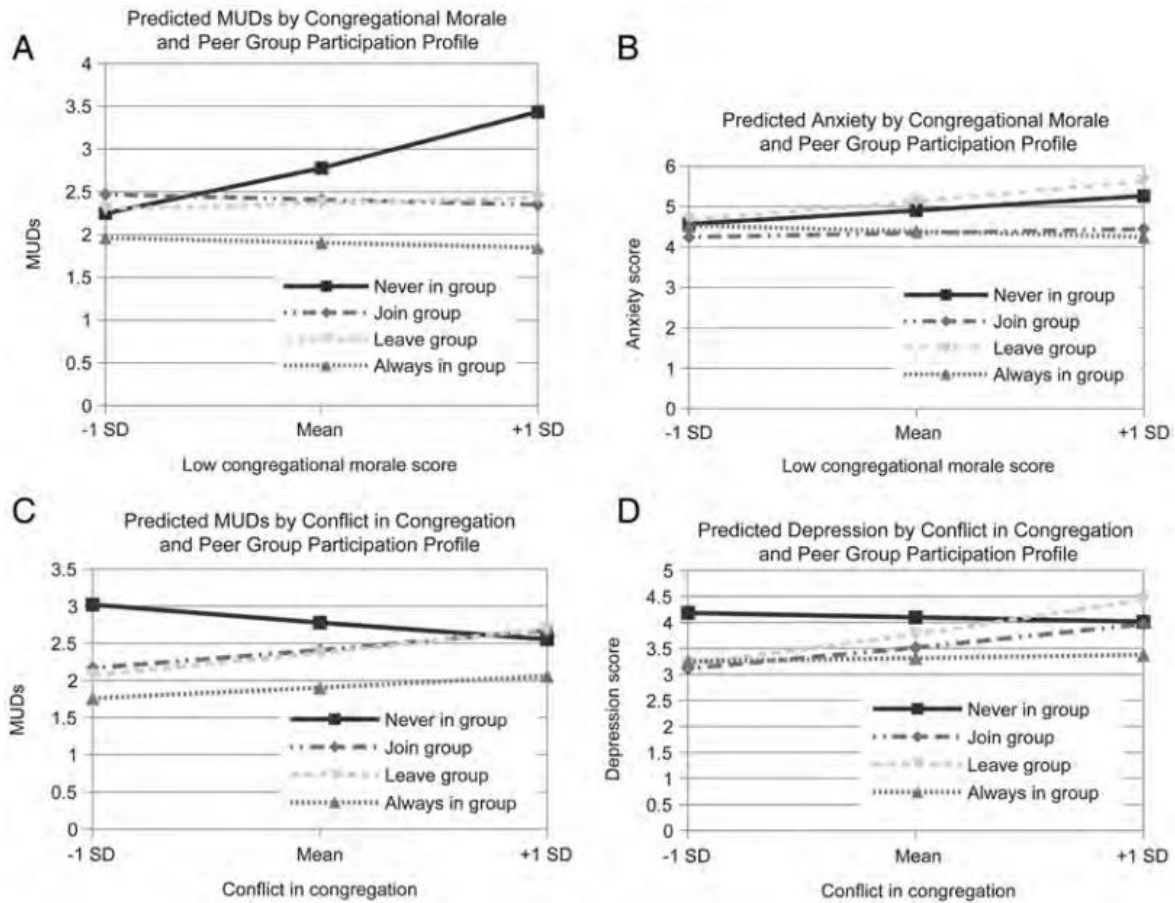 A
Predicted MUDs by Congregational Morale
and Peer Group Participation Profile
MUDs
4
3.5
3
2.5
2
1.5
1
0.5
0
Never in group
Join group
Leave group
Always in group
-1 SD
Mean
+1 SD
Low congregational morale score
B
Predicted Anxiety by Congregational Morale
and Peer Group Participation Profile
Anxiety score
6
5
4
3
2
1
0
Never in group
Join group
Leave group
Always in group
-1 SD
Mean
+1 SD
Low congregational morale score
C
Predicted MUDs by Conflict in Congregation
and Peer Group Participation Profile
MUDs
3.5
3
2.5
2
1.5
1
0.5
0
Never in group
Join group
Leave group
Always in group
-1 SD
Mean
+1 SD
Conflict in congregation
D
Predicted Depression by Conflict in Congregation
and Peer Group Participation Profile
Depression score
5
4.5
4
3.5
3
2.5
2
1.5
1
0.5
0
Never in group
Join group
Leave group
Always in group
-1 SD
Mean
+1 SD
Conflict in congregation